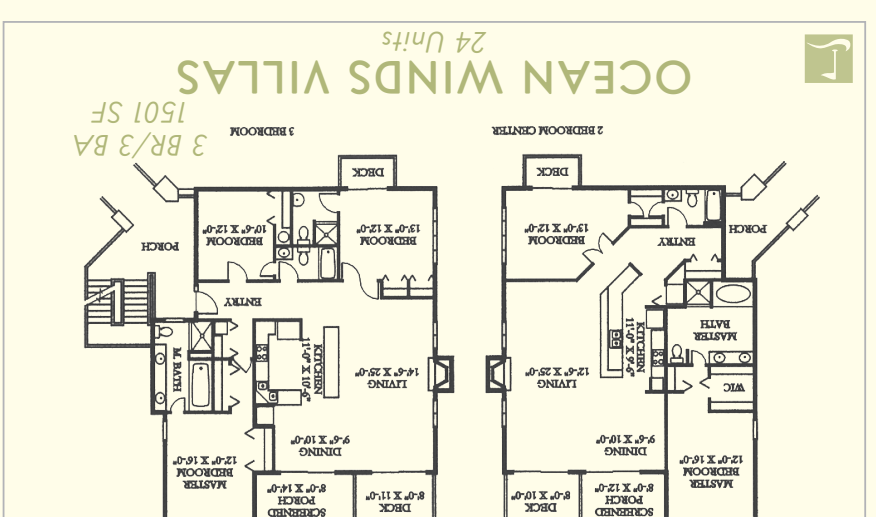 MASTER
BEDROOM
12'-0" X 16'-0"
SCREENED
PORCH
8'-0" X 12'-0"
DECK
8'-0" X 10'-0"
DINING
9'-6" X 10'-0"
WIC
MASTER
BATH
KITCHEN
11'-0" X 9'-6"
LIVING
12'-6" X 25'-0"
ENTRY
PORCH
BEDROOM
13'-0" X 12'-0"
DECK
2 BEDROOM CENTER
DECK
8'-0" X 11'-0"
SCREENED
PORCH
8'-0" X 14'-0"
MASTER
BEDROOM
12'-0" X 16'-0"
DINING
9'-6" X 10'-0"
LIVING
14'-6" X 25'-0"
KITCHEN
11'-0" X 10'-6"
M. BATH
ENTRY
PORCH
BEDROOM
13'-0" X 12'-0"
BEDROOM
10'-6" X 12'-0"
DECK
3 BEDROOM
3 BR/3 BA
1501 SF
OCEAN WINDS VILLAS
24 Units